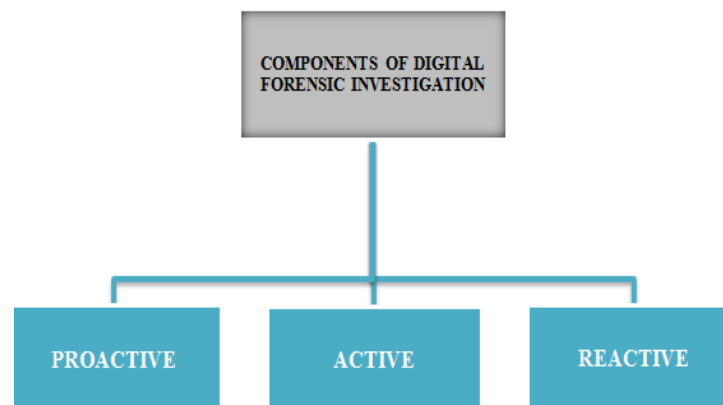 COMPONENTS OF DIGITAL
FORENSIC INVESTIGATION
PROACTIVE
ACTIVE
REACTIVE